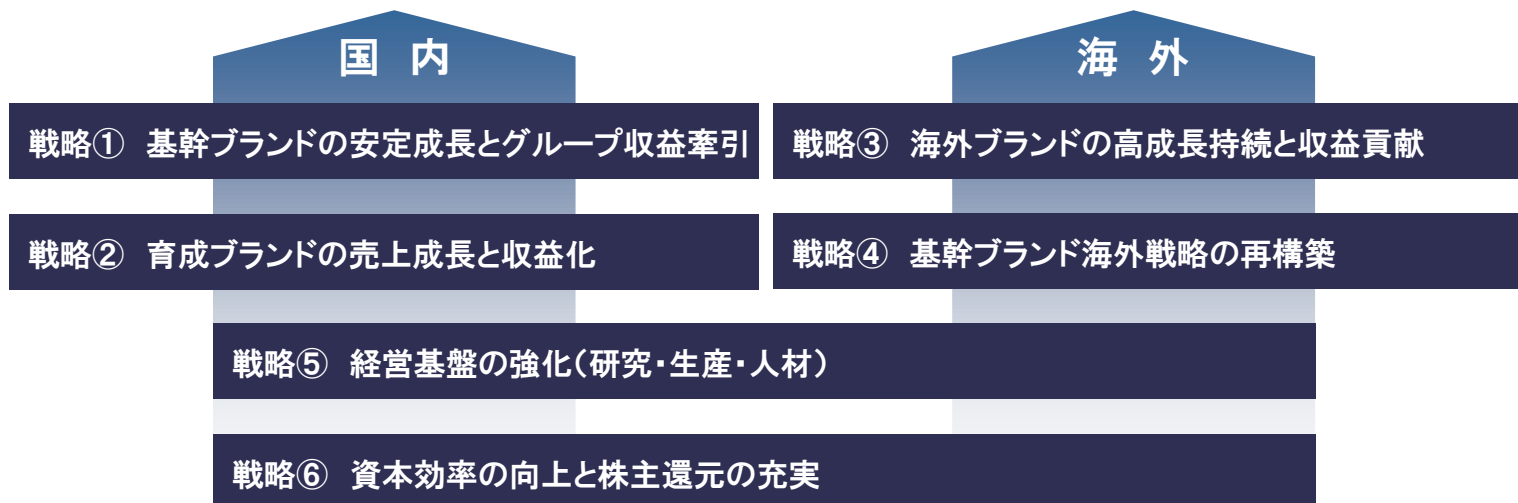 国 内
海 外
戦略① 基幹ブランドの安定成長とグループ収益牽引
戦略③ 海外ブランドの高成長持続と収益貢献
戦略② 育成ブランドの売上成長と収益化
戦略④ 基幹ブランド海外戦略の再構築
戦略⑤ 経営基盤の強化（研究・生産・人材）
戦略⑥ 資本効率の向上と株主還元の充実